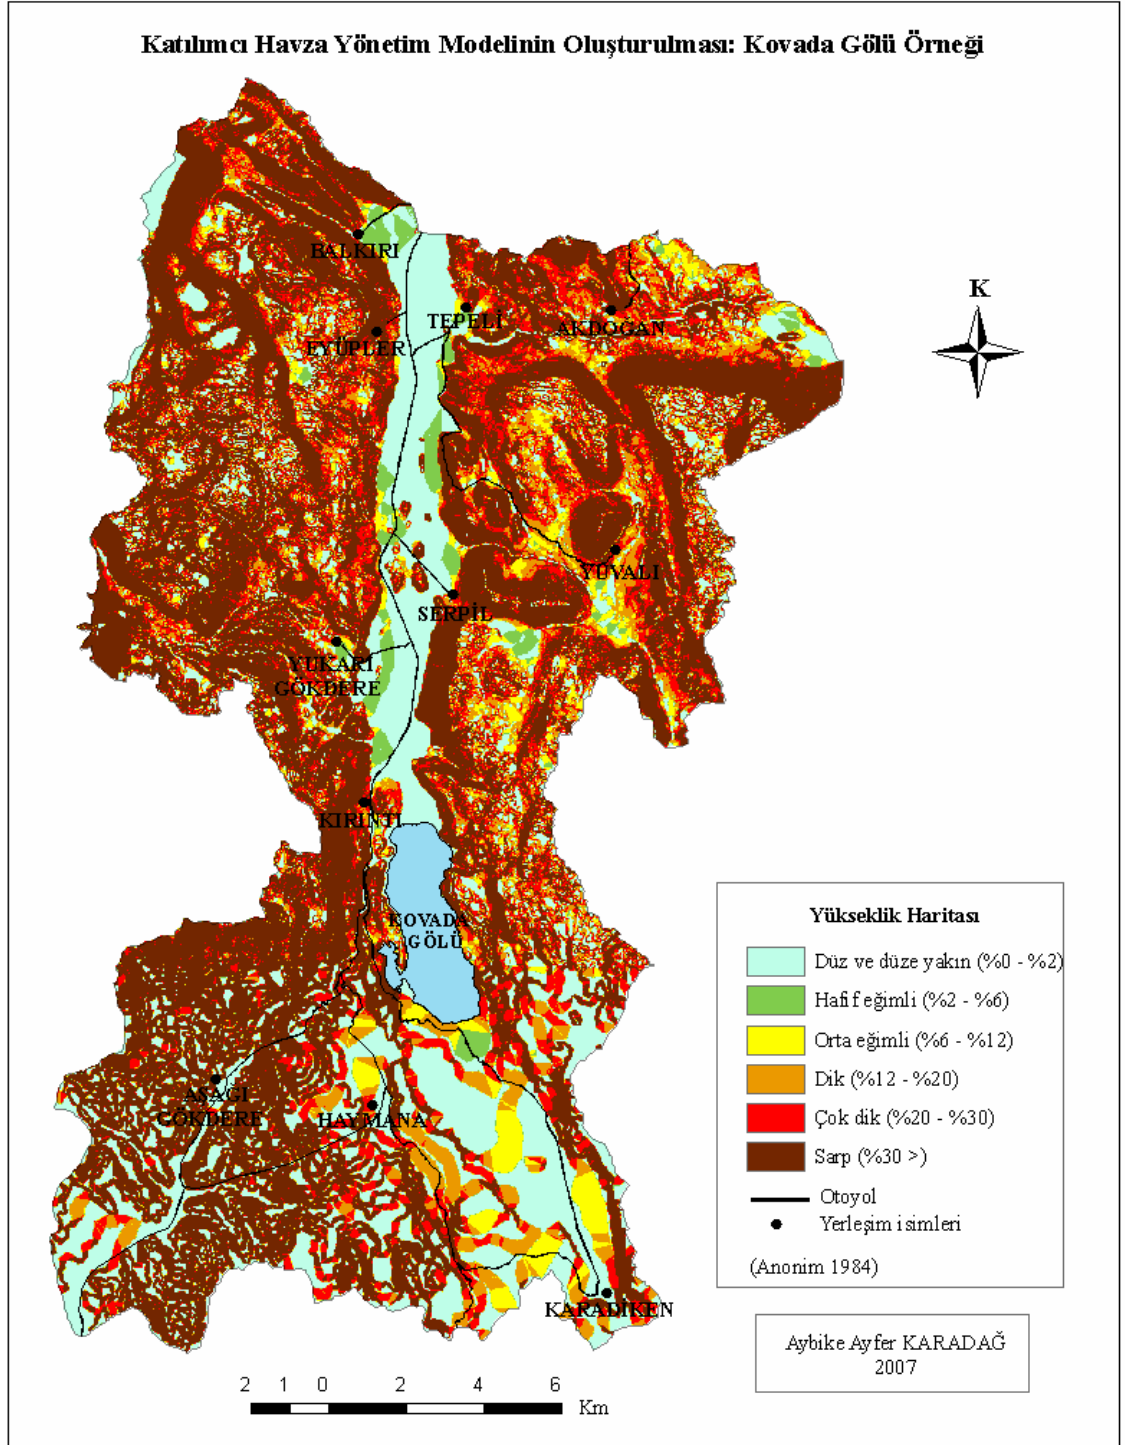 Katılımcı Havza Yönetim Modelinin Oluşturulması: Kovada Gölü Örneği
BALKIRI
TEPELİ
AKDOGAN
EYÜPLER
K
YUVALI
SERPİL
YUKARI
GÖKDERE
KIRINTI
KOVADA
GÖLÜ
AŞAGI
GÖKDERE
HAYMANA
KARADİKEN
Yükseklik Haritası
Düz ve düze yakın (%0 - %2)
Hafif eğimli (%2 - %6)
Orta eğimli (%6 - %12)
Dik (%12 - %20)
Çok dik (%20 - %30)
Sarp (%30 >)
Otoyol
Yerleşim isimleri
(Anonim 1984)
Aybike Ayfer KARADAĞ
2007
2 1 0 2 4 6
Km